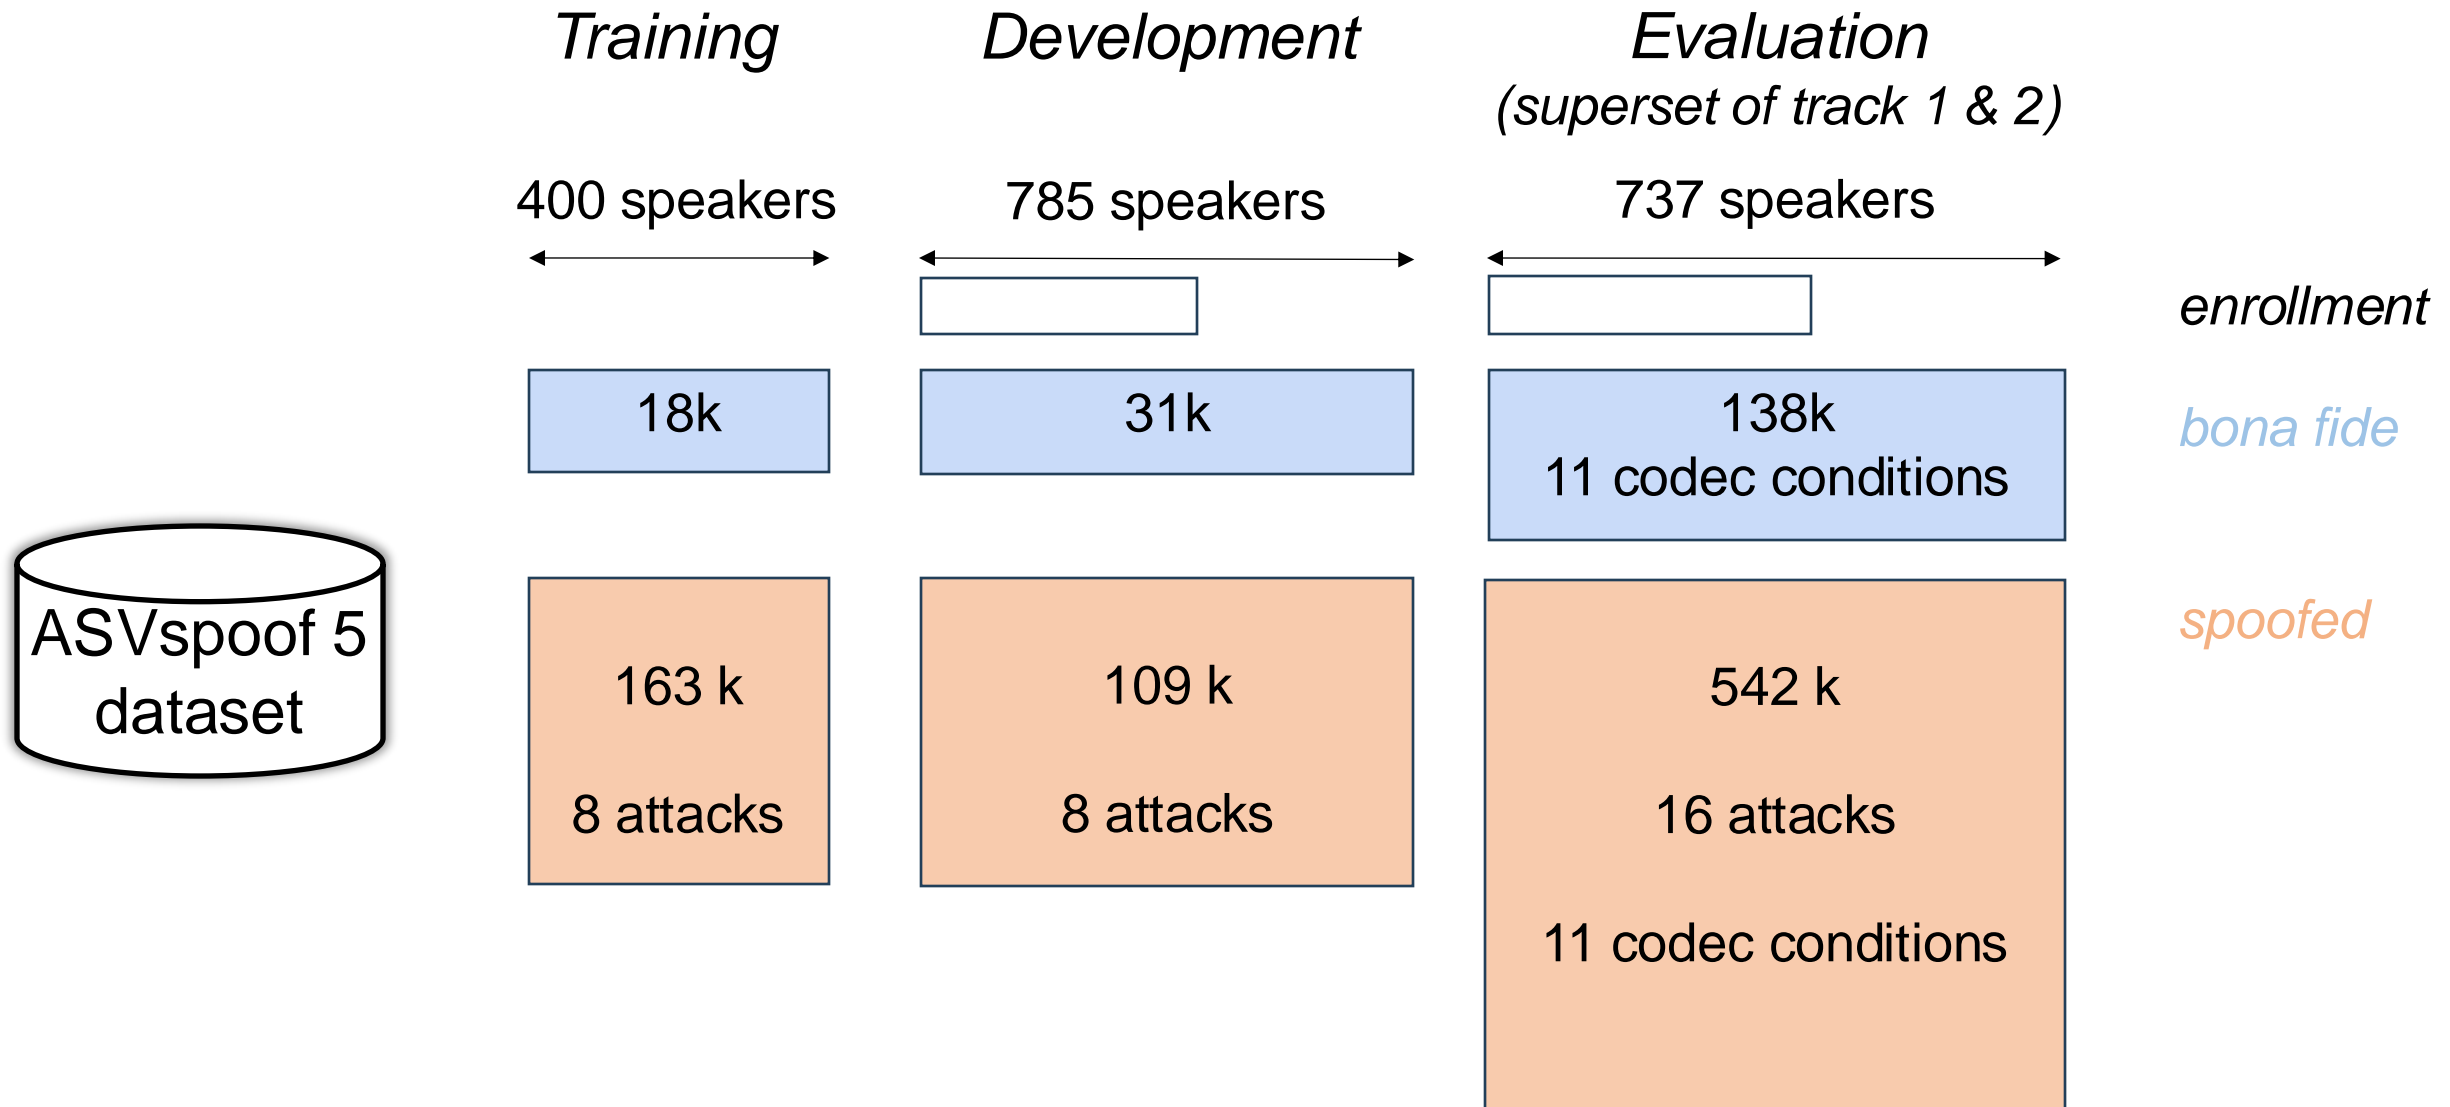 Training
Development
Evaluation
(superset of track 1 & 2)
400 speakers
785 speakers
737 speakers
enrollment
18k
31k
138k
11 codec conditions
bona fide
ASVspoof 5
dataset
163 k
8 attacks
109 k
8 attacks
542 k
16 attacks
11 codec conditions
spoofed